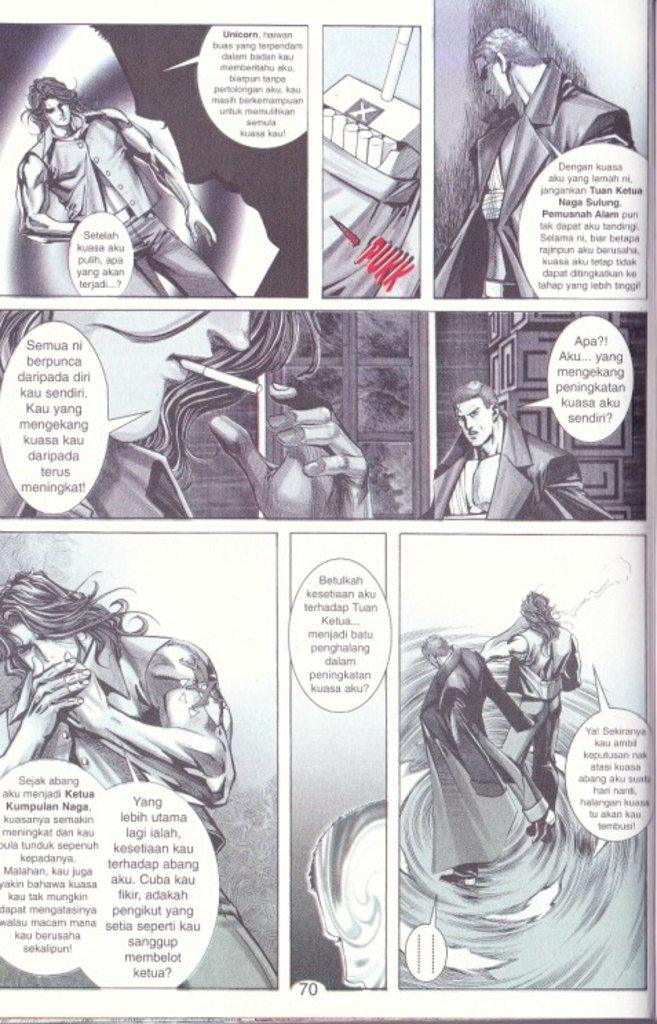 Unicorn, haiwan
buas yang terpendam
dalam badan kau
memberitahu aku,
biarpun tanpa
pertolongan aku, kau
masih berkemampuan
untuk memulihkan
semula
kuasa kau!
Setelah
kuasa aku
pulih, apa
yang akan
terjadi...?
X
PUNK
Dengan kuasa
aku yang lemah ni,
jangankan Tuan Ketua
Naga Sulung,
Pemusnah Alam pun
tak dapat aku tandingi.
Selama ni, biar betapa
rajinpun aku berusaha,
kuasa aku tetap tidak
dapat ditingkatkan ke
tahap yang lebih tinggi!
Semua ni
berpunca
daripada diri
kau sendiri.
Kau yang
mengekang
kuasa kau
daripada
terus
meningkat!
Apa?!
Aku... yang
mengekang
peningkatan
kuasa aku
sendiri?
Sejak abang
aku menjadi Ketua
Kumpulan Naga,
kuasanya semakin
meningkat dan kau
pula tunduk sepenuh
kepadanya.
Malahan, kau juga
yakin bahawa kuasa
kau tak mungkin
dapat mengatasinya
walau macam mana
kau berusaha
sekalipun!
Yang
lebih utama
lagi ialah,
kesetiaan kau
terhadap abang
aku. Cuba kau
fikir, adakah
pengikut yang
setia seperti kau
sanggup
membelot
ketua?
Betulkah
kesetiaan aku
terhadap Tuan
Ketua...
menjadi batu
penghalang
dalam
peningkatan
kuasa aku?
Ya! Sekiranya
kau ambil
keputusan nak
atasi kuasa
abang aku suatu
hari nanti,
halangan kuasa
tu akan kau
tembusi!
70